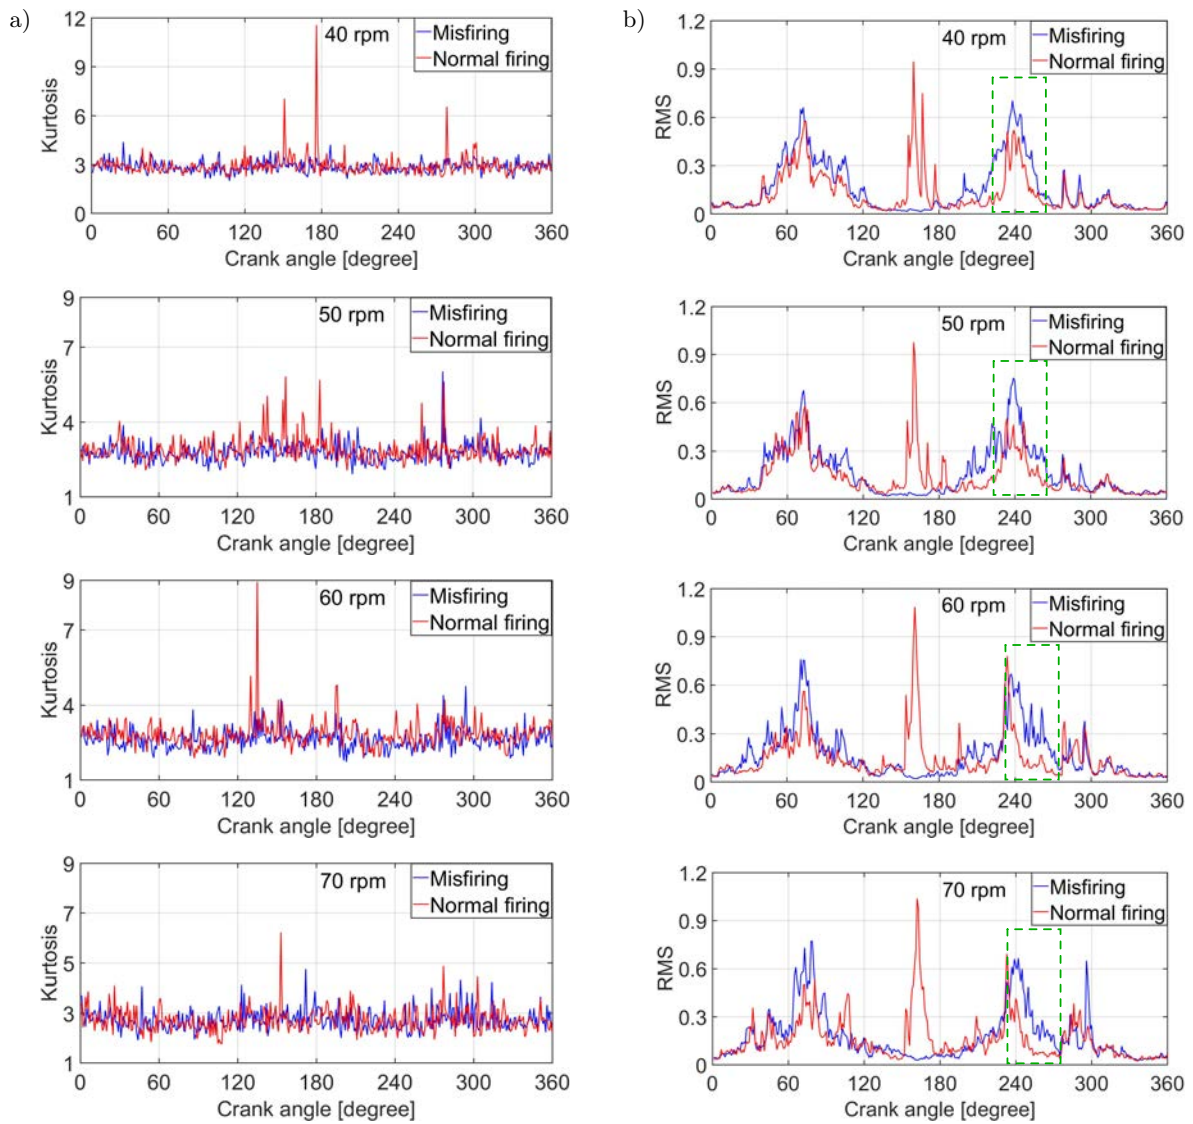 a)
12
9
6
3
0
Kurtosis
40 rpm
Misfiring
Normal firing
0 60 120 180 240 300 360
Crank angle [degree]
9
7
4
1
Kurtosis
50 rpm
Misfiring
Normal firing
0 60 120 180 240 300 360
Crank angle [degree]
9
7
4
1
Kurtosis
60 rpm
Misfiring
Normal firing
0 60 120 180 240 300 360
Crank angle [degree]
9
7
5
3
1
Kurtosis
70 rpm
Misfiring
Normal firing
0 60 120 180 240 300 360
Crank angle [degree]
b)
1.2
0.9
0.6
0.3
0
RMS
40 rpm
Misfiring
Normal firing
0 60 120 180 240 300 360
Crank angle [degree]
1.2
0.9
0.6
0.3
0
RMS
50 rpm
Misfiring
Normal firing
0 60 120 180 240 300 360
Crank angle [degree]
1.2
0.9
0.6
0.3
0
RMS
60 rpm
Misfiring
Normal firing
0 60 120 180 240 300 360
Crank angle [degree]
1.2
0.9
0.6
0.3
0
RMS
70 rpm
Misfiring
Normal firing
0 60 120 180 240 300 360
Crank angle [degree]